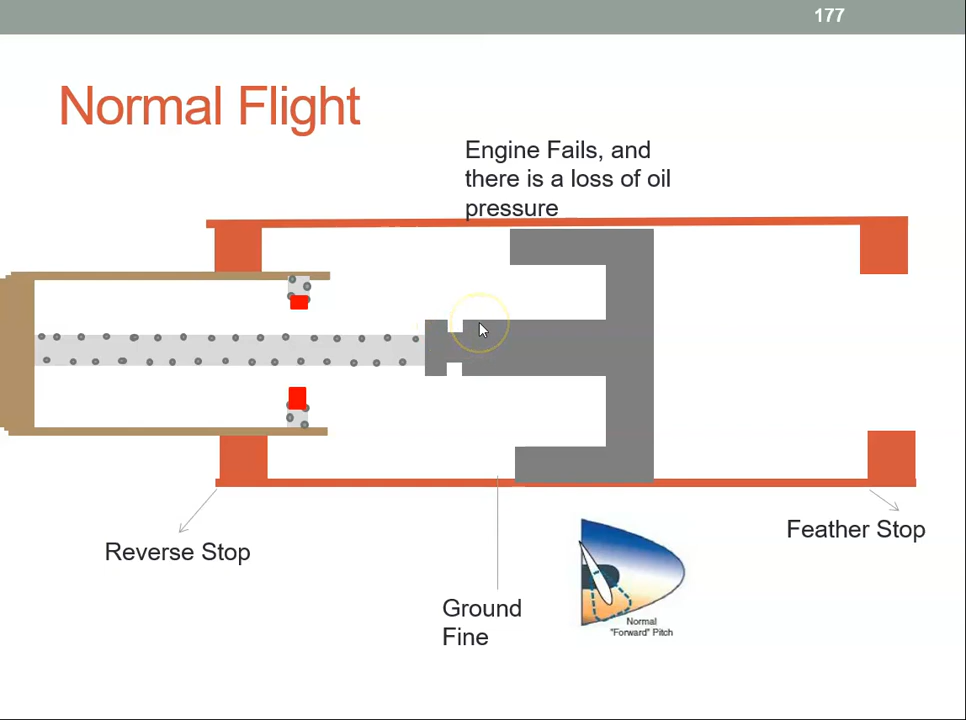 177
Normal Flight
Engine Fails, and
there is a loss of oil
pressure
Feather Stop
Reverse Stop
Ground
Fine
Normal
"Forward" Pitch